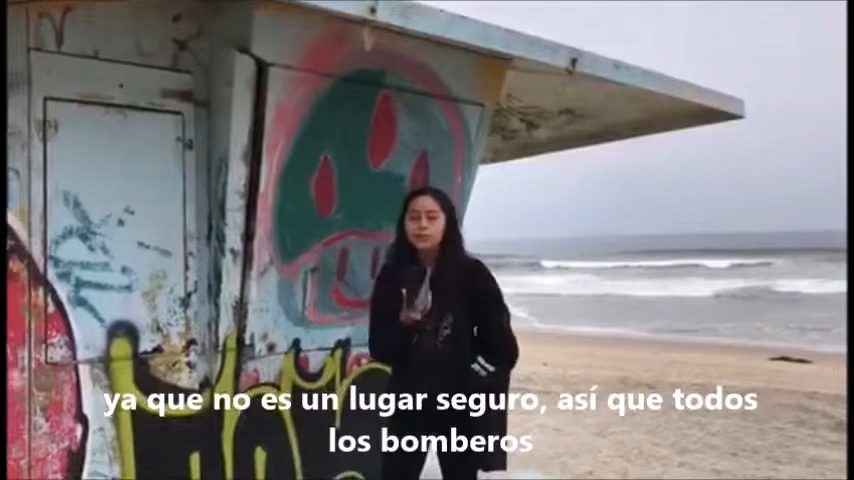 ya que no es un lugar seguro, así que todos
los bomberos